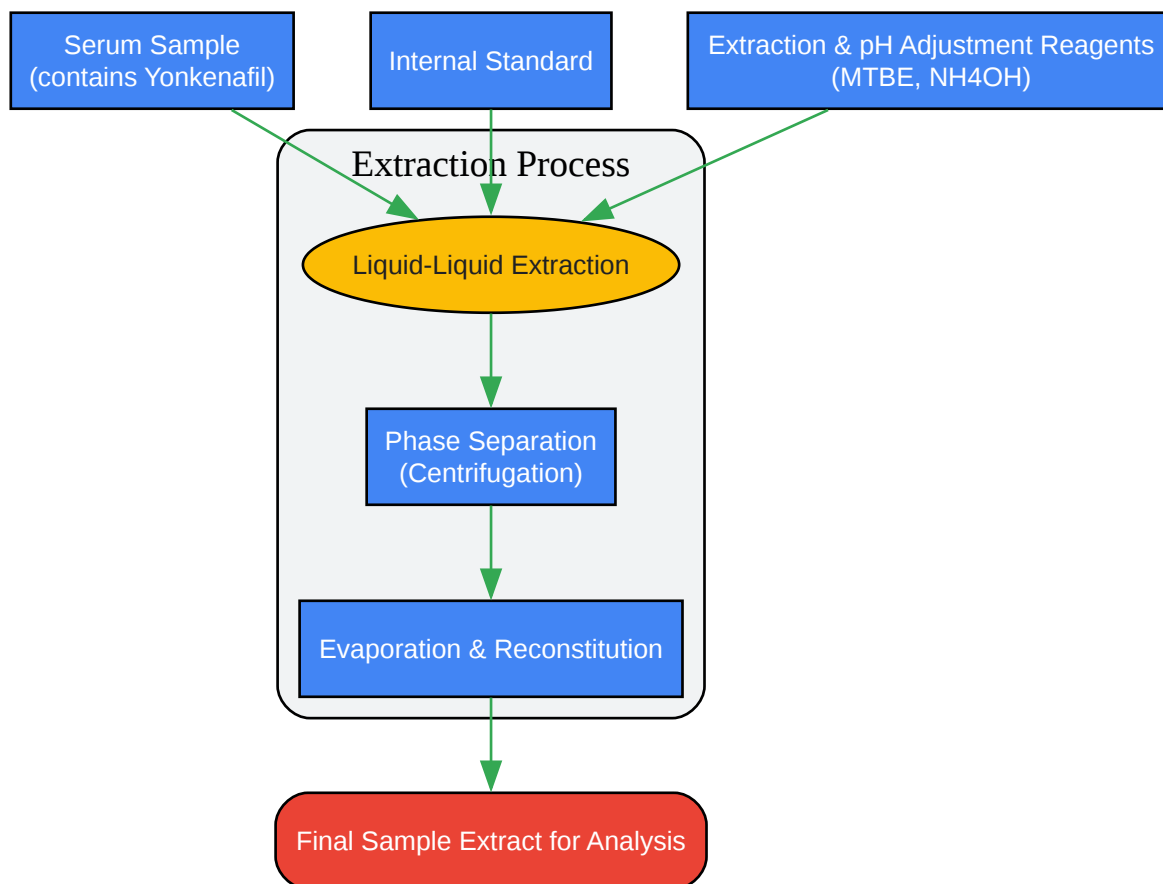 Serum Sample
(contains Yonkenafil)
Internal Standard
Extraction & pH Adjustment Reagents
(MTBE, NH4OH)
Extraction Process
Liquid-Liquid Extraction
Phase Separation
(Centrifugation)
Evaporation & Reconstitution
Final Sample Extract for Analysis